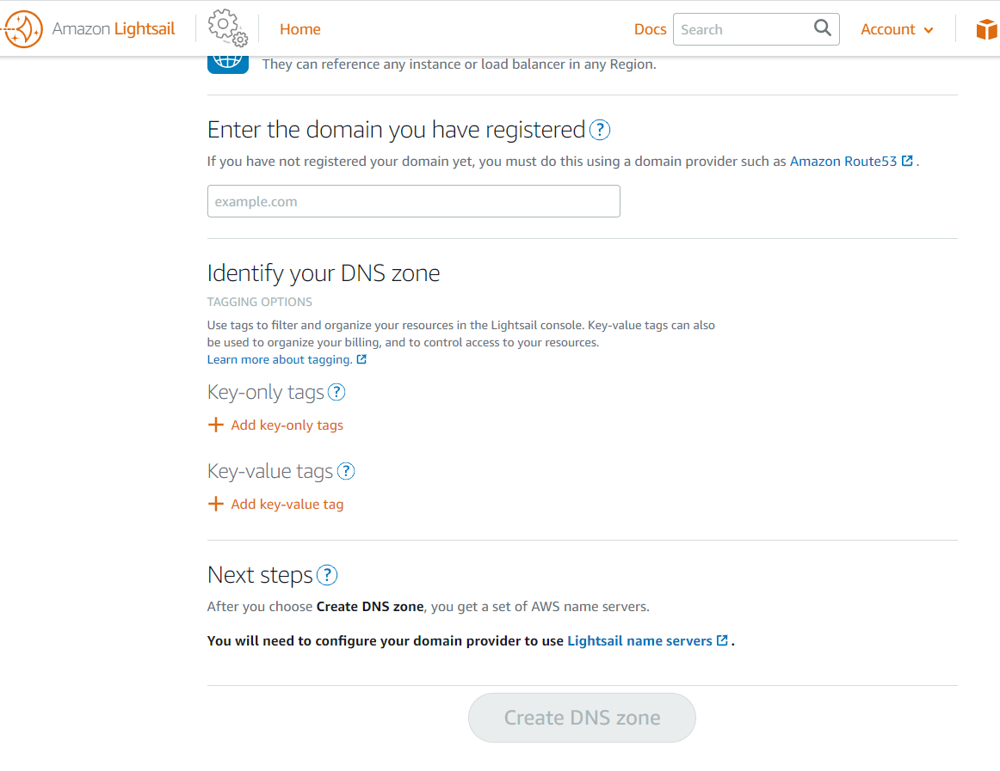 Amazon Lightsail
Home
Docs
Search
Account
They can reference any instance or load balancer in any Region.
Enter the domain you have registered ?
If you have not registered your domain yet, you must do this using a domain provider such as Amazon Route53 .
example.com
Identify your DNS zone
TAGGING OPTIONS
Use tags to filter and organize your resources in the Lightsail console. Key-value tags can also
be used to organize your billing, and to control access to your resources.
Learn more about tagging.
Key-only tags ?
+ Add key-only tags
Key-value tags ?
+ Add key-value tag
Next steps ?
After you choose Create DNS zone, you get a set of AWS name servers.
You will need to configure your domain provider to use Lightsail name servers .
Create DNS zone